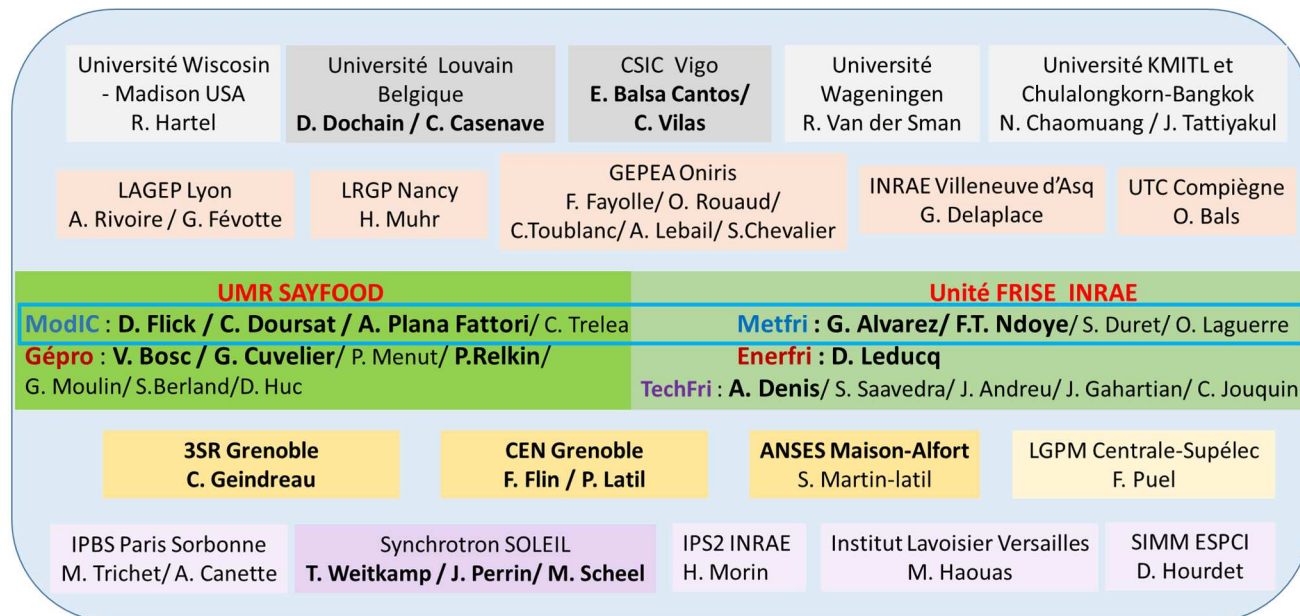 Université Wiscosin
- Madison USA
R. Hartel
Université Louvain
Belgique
D. Dochain / C. Casenave
CSIC Vigo
E. Balsa Cantos/
C. Vilas
Université
Wageningen
R. Van der Sman
Université KMITL et
Chulalongkorn-Bangkok
N. Chaomuang / J. Tattiyakul
LAGEP Lyon
A. Rivoire / G. Févotte
LRGP Nancy
H. Muhr
GEPEA Oniris
F. Fayolle/ O. Rouaud/
C.Toublanc/ A. Lebail/ S.Chevalier
INRAE Villeneuve d’Asq
G. Delaplace
UTC Compiègne
O. Bals
UMR SAYFOOD
ModIC : D. Flick / C. Doursat / A. Plana Fattori/ C. Trelea
Gépro : V. Bosc / G. Cuvelier/ P. Menut/ P.Relkin/
G. Moulin/ S.Berland/D. Huc
Unité FRISE INRAE
Metfri : G. Alvarez/ F.T. Ndoye/ S. Duret/ O. Laguerre
Enerfri : D. Leducq
TechFri : A. Denis/ S. Saavedra/ J. Andreu/ J. Gahartian/ C. Jouquin
3SR Grenoble
C. Geindreau
CEN Grenoble
F. Flin / P. Latil
ANSES Maison-Alfort
S. Martin-latil
LGPM Centrale-Supélec
F. Puel
IPBS Paris Sorbonne
M. Trichet/ A. Canette
Synchrotron SOLEIL
T. Weitkamp / J. Perrin/ M. Scheel
IPS2 INRAE
H. Morin
Institut Lavoisier Versailles
M. Haouas
SIMM ESPCI
D. Hourdet